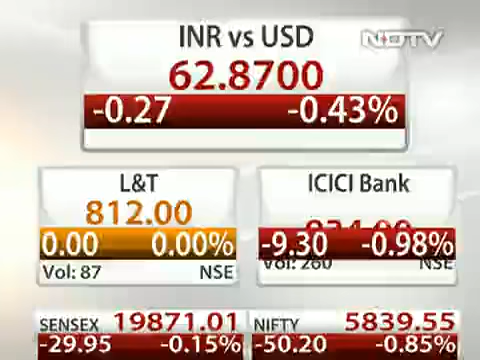 INR vs USD
NDTV
62.8700
-0.27 -0.43%
L&T
812.00
0.00 0.00%
Vol: 87 NSE
ICICI Bank
-9.30 -0.98%
Vol: 260 NSE
SENSEX 19871.01
-29.95 -0.15%
NIFTY 5839.55
-50.20 -0.85%